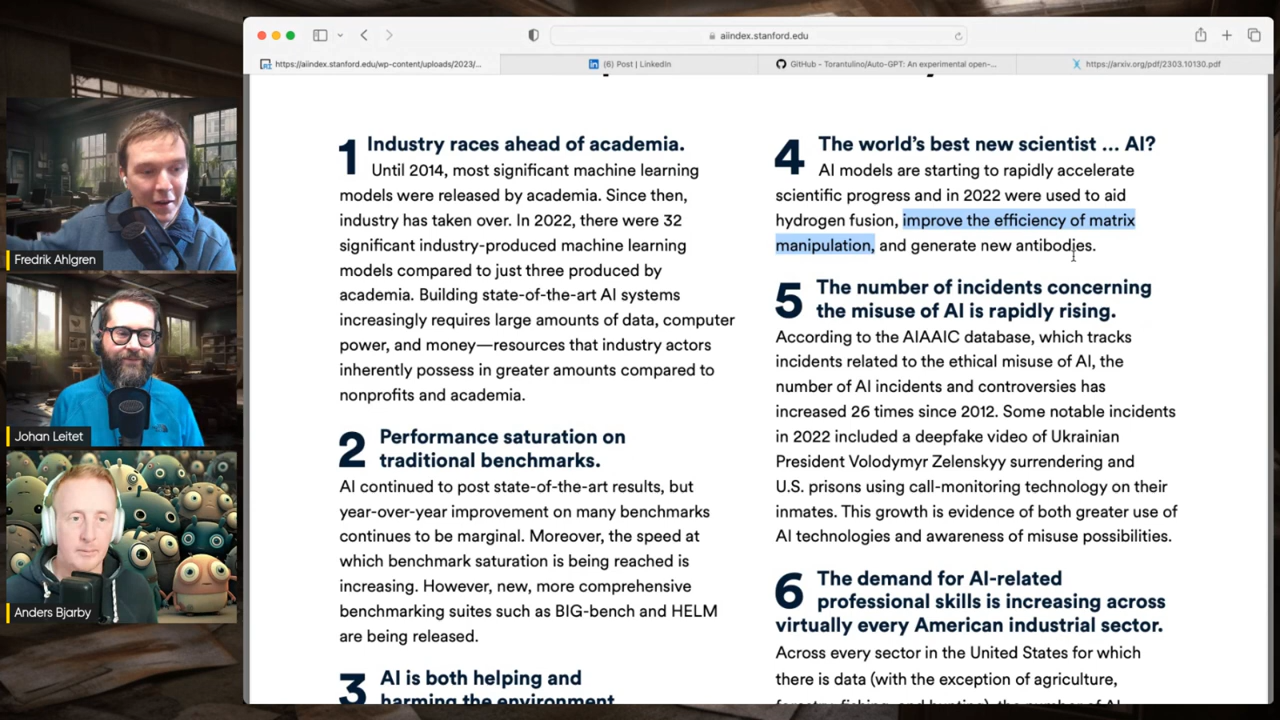 aiindex.stanford.edu
https://aiindex.stanford.edu/wp-content/uploads/2023/...
(6) Post | LinkedIn
GitHub - Torantulino/Auto-GPT: An experimental open-...
https://arxiv.org/pdf/2303.10130.pdf
Fredrik Ahlgren
Johan Leitet
Anders Bjarby
1 Industry races ahead of academia.
Until 2014, most significant machine learning
models were released by academia. Since then,
industry has taken over. In 2022, there were 32
significant industry-produced machine learning
models compared to just three produced by
academia. Building state-of-the-art AI systems
increasingly requires large amounts of data, computer
power, and money—resources that industry actors
inherently possess in greater amounts compared to
nonprofits and academia.
2 Performance saturation on
traditional benchmarks.
AI continued to post state-of-the-art results, but
year-over-year improvement on many benchmarks
continues to be marginal. Moreover, the speed at
which benchmark saturation is being reached is
increasing. However, new, more comprehensive
benchmarking suites such as BIG-bench and HELM
are being released.
3 AI is both helping and
harming the environment
4 The world's best new scientist ... AI?
AI models are starting to rapidly accelerate
scientific progress and in 2022 were used to aid
hydrogen fusion, improve the efficiency of matrix
manipulation, and generate new antibodies.
5 The number of incidents concerning
the misuse of AI is rapidly rising.
According to the AIAAIC database, which tracks
incidents related to the ethical misuse of AI, the
number of AI incidents and controversies has
increased 26 times since 2012. Some notable incidents
in 2022 included a deepfake video of Ukrainian
President Volodymyr Zelenskyy surrendering and
U.S. prisons using call-monitoring technology on their
inmates. This growth is evidence of both greater use of
AI technologies and awareness of misuse possibilities.
6 The demand for AI-related
professional skills is increasing across
virtually every American industrial sector.
Across every sector in the United States for which
there is data (with the exception of agriculture,
forestry, fishing, and hunting), the number of AI